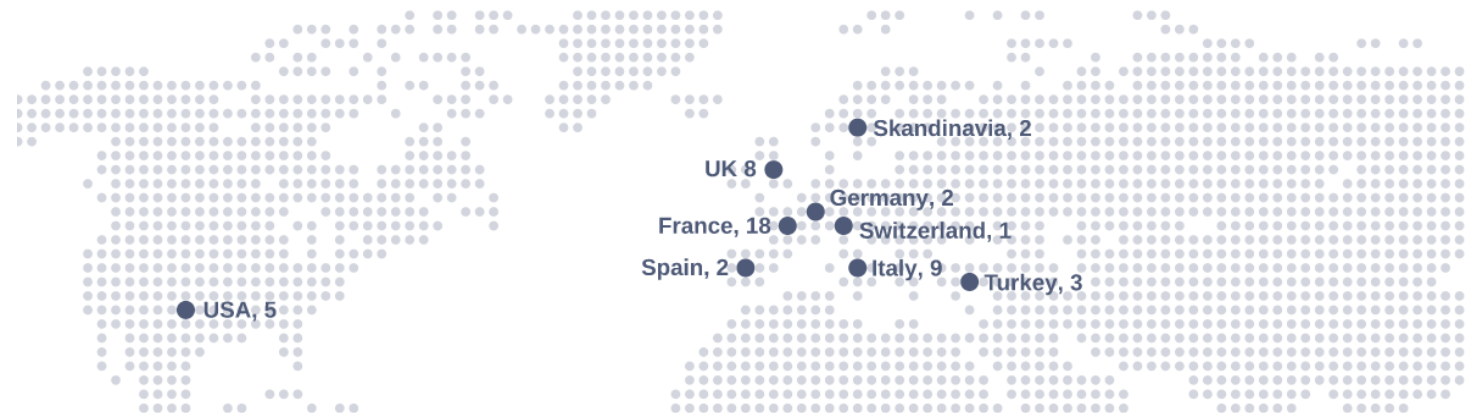 Skandinavia, 2
UK 8
Germany, 2
France, 18
Switzerland, 1
Spain, 2
Italy, 9
Turkey, 3
USA, 5